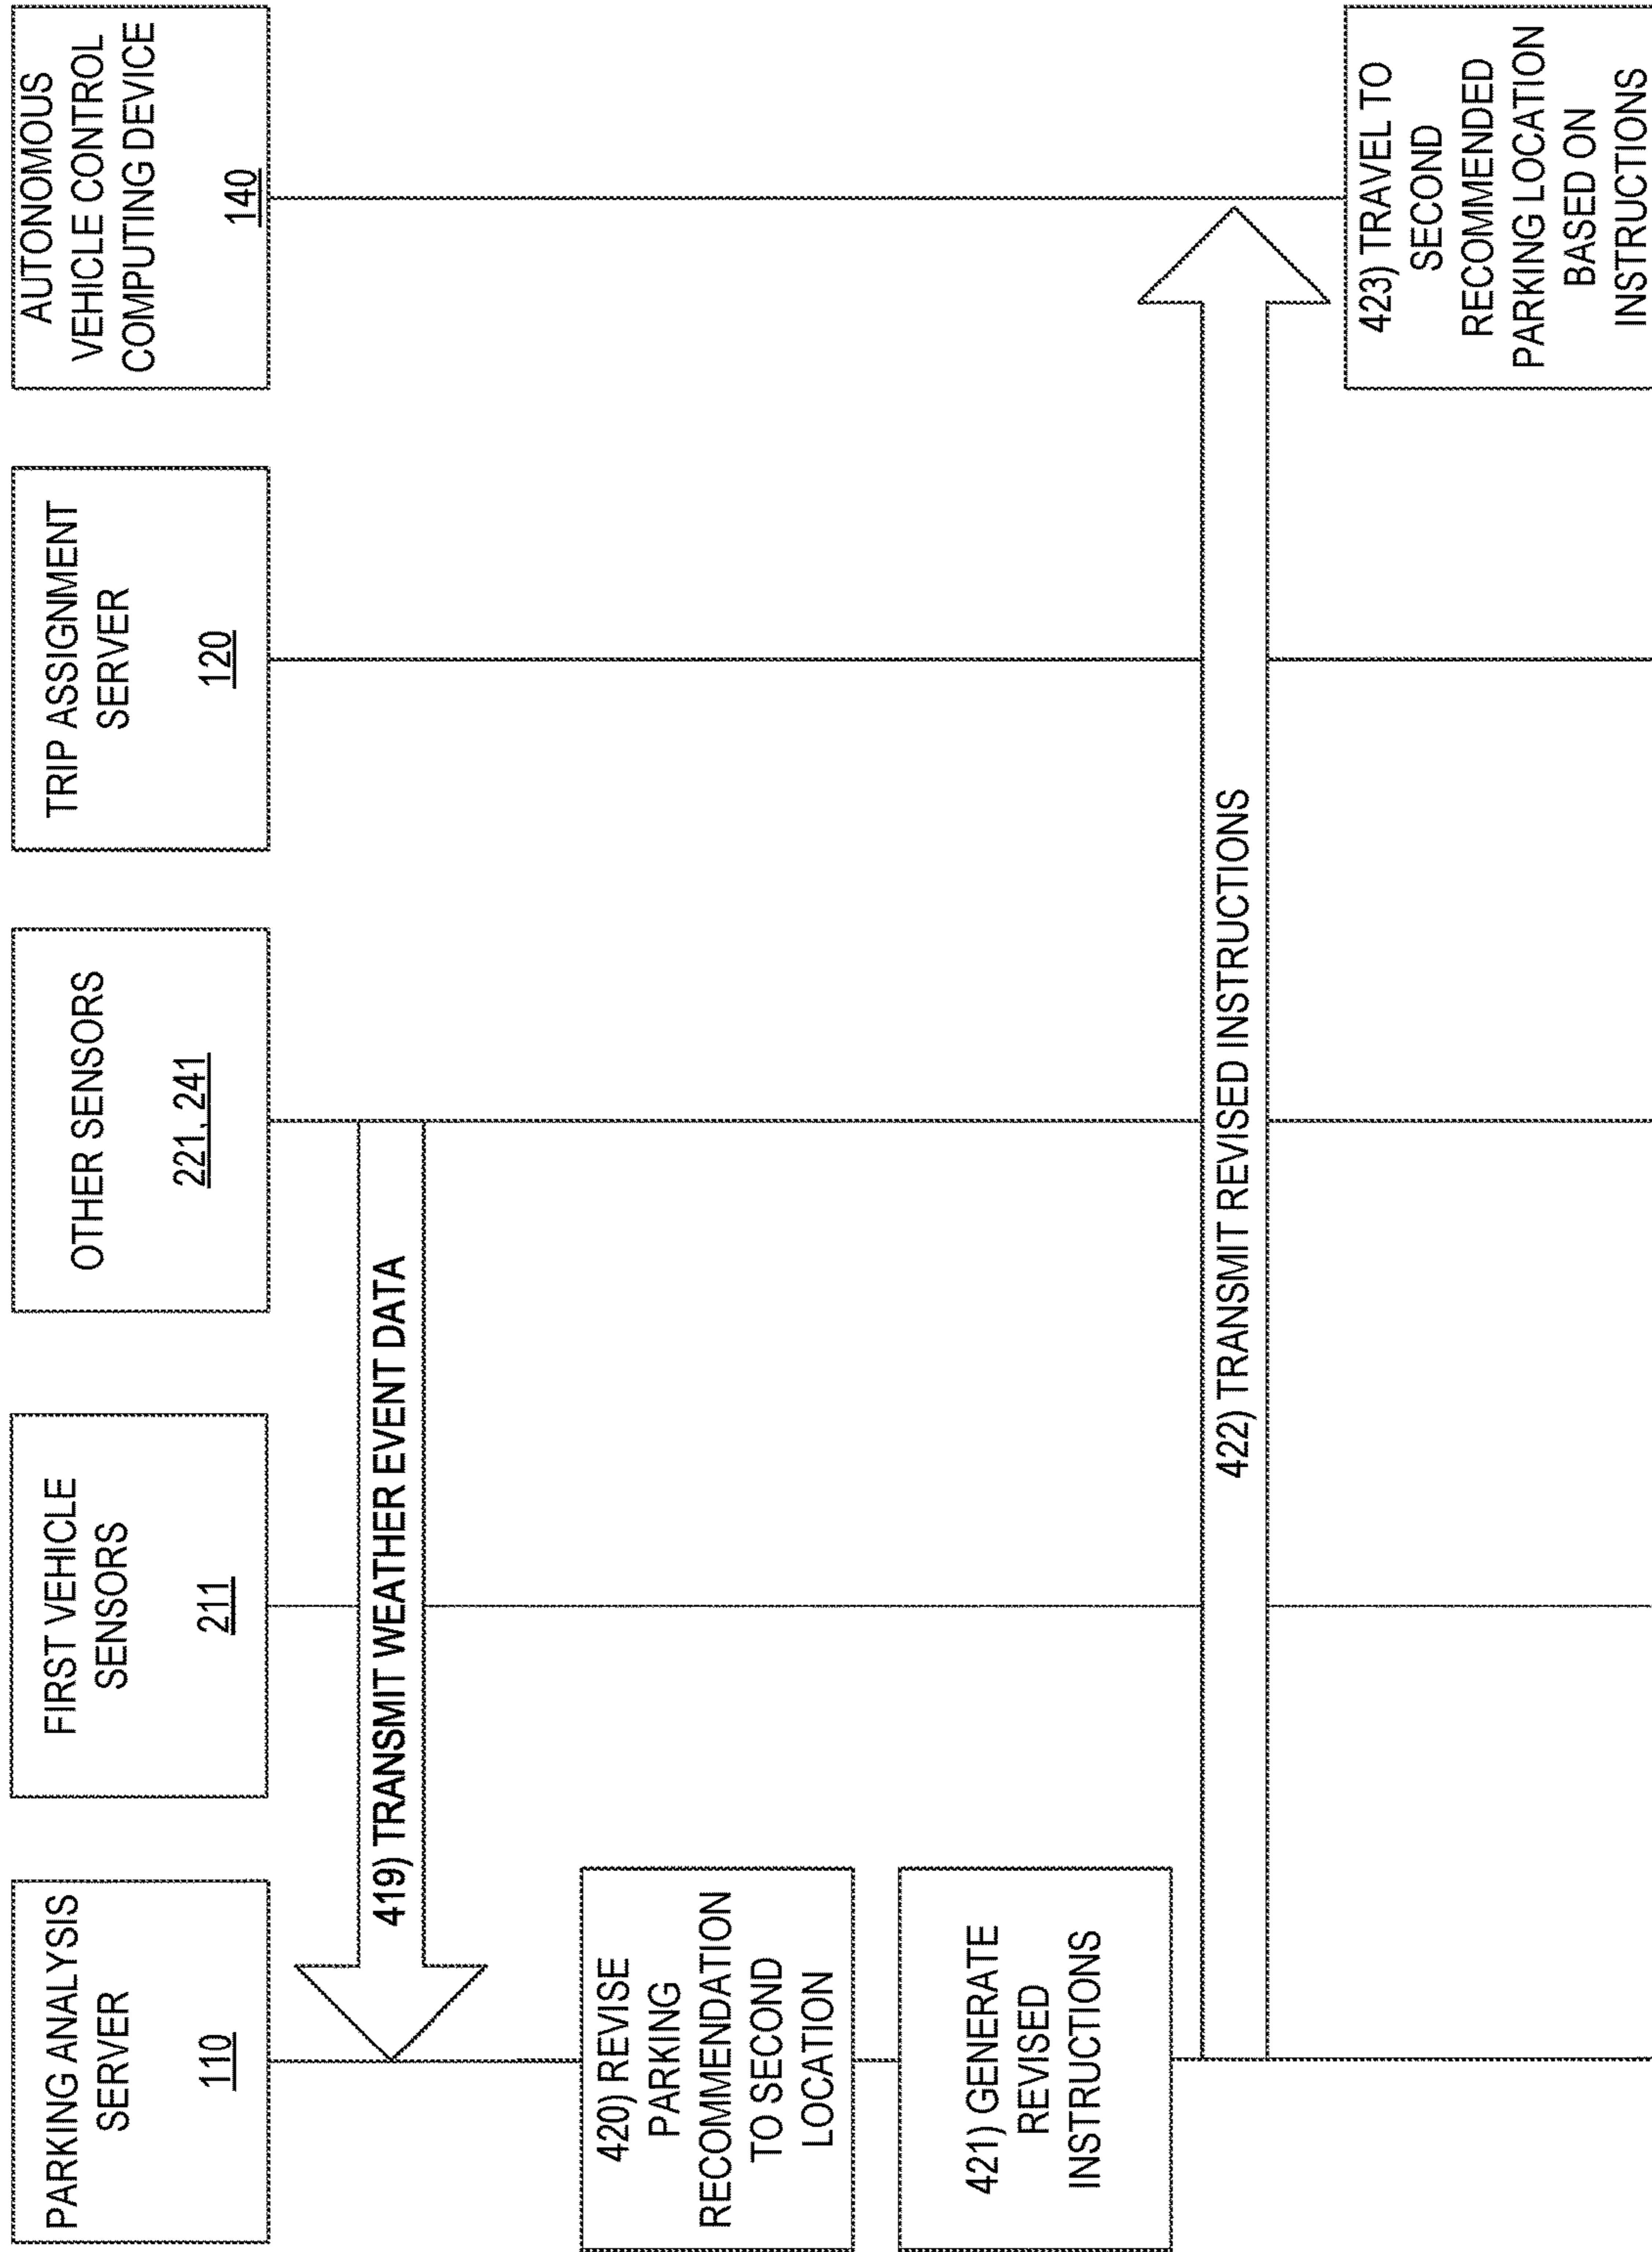 PARKING ANALYSIS
SERVER
110
FIRST VEHICLE
SENSORS
211
OTHER SENSORS
221, 241
TRIP ASSIGNMENT
SERVER
120
AUTONOMOUS
VEHICLE CONTROL
COMPUTING DEVICE
140
419) TRANSMIT WEATHER EVENT DATA
420) REVISE
PARKING
RECOMMENDATION
TO SECOND
LOCATION
421) GENERATE
REVISED
INSTRUCTIONS
422) TRANSMIT REVISED INSTRUCTIONS
423) TRAVEL TO
SECOND
RECOMMENDED
PARKING LOCATION
BASED ON
INSTRUCTIONS